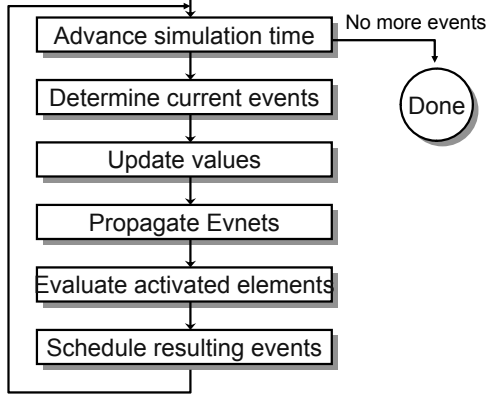 No more events
Advance simulation time
Done
Determine current events
Update values
Propagate Evnets
Evaluate activated elements
Schedule resulting events